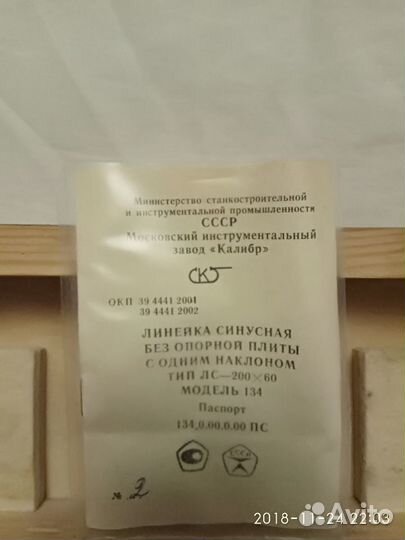 Министерство станкостроительной
и инструментальной промышленности
СССР
Московский инструментальный
завод «Калибр»
ОКП 39 4441 2001
39 4441 2002
ЛИНЕЙКА СИНУСНАЯ
БЕЗ ОПОРНОЙ ПЛИТЫ
С ОДНИМ НАКЛОНОМ
ТИП ЛС—200×60
МОДЕЛЬ 134
Паспорт
134.0.00.0.00 ПС
СССР
№ 2
2018-11-24 22:03
Avito